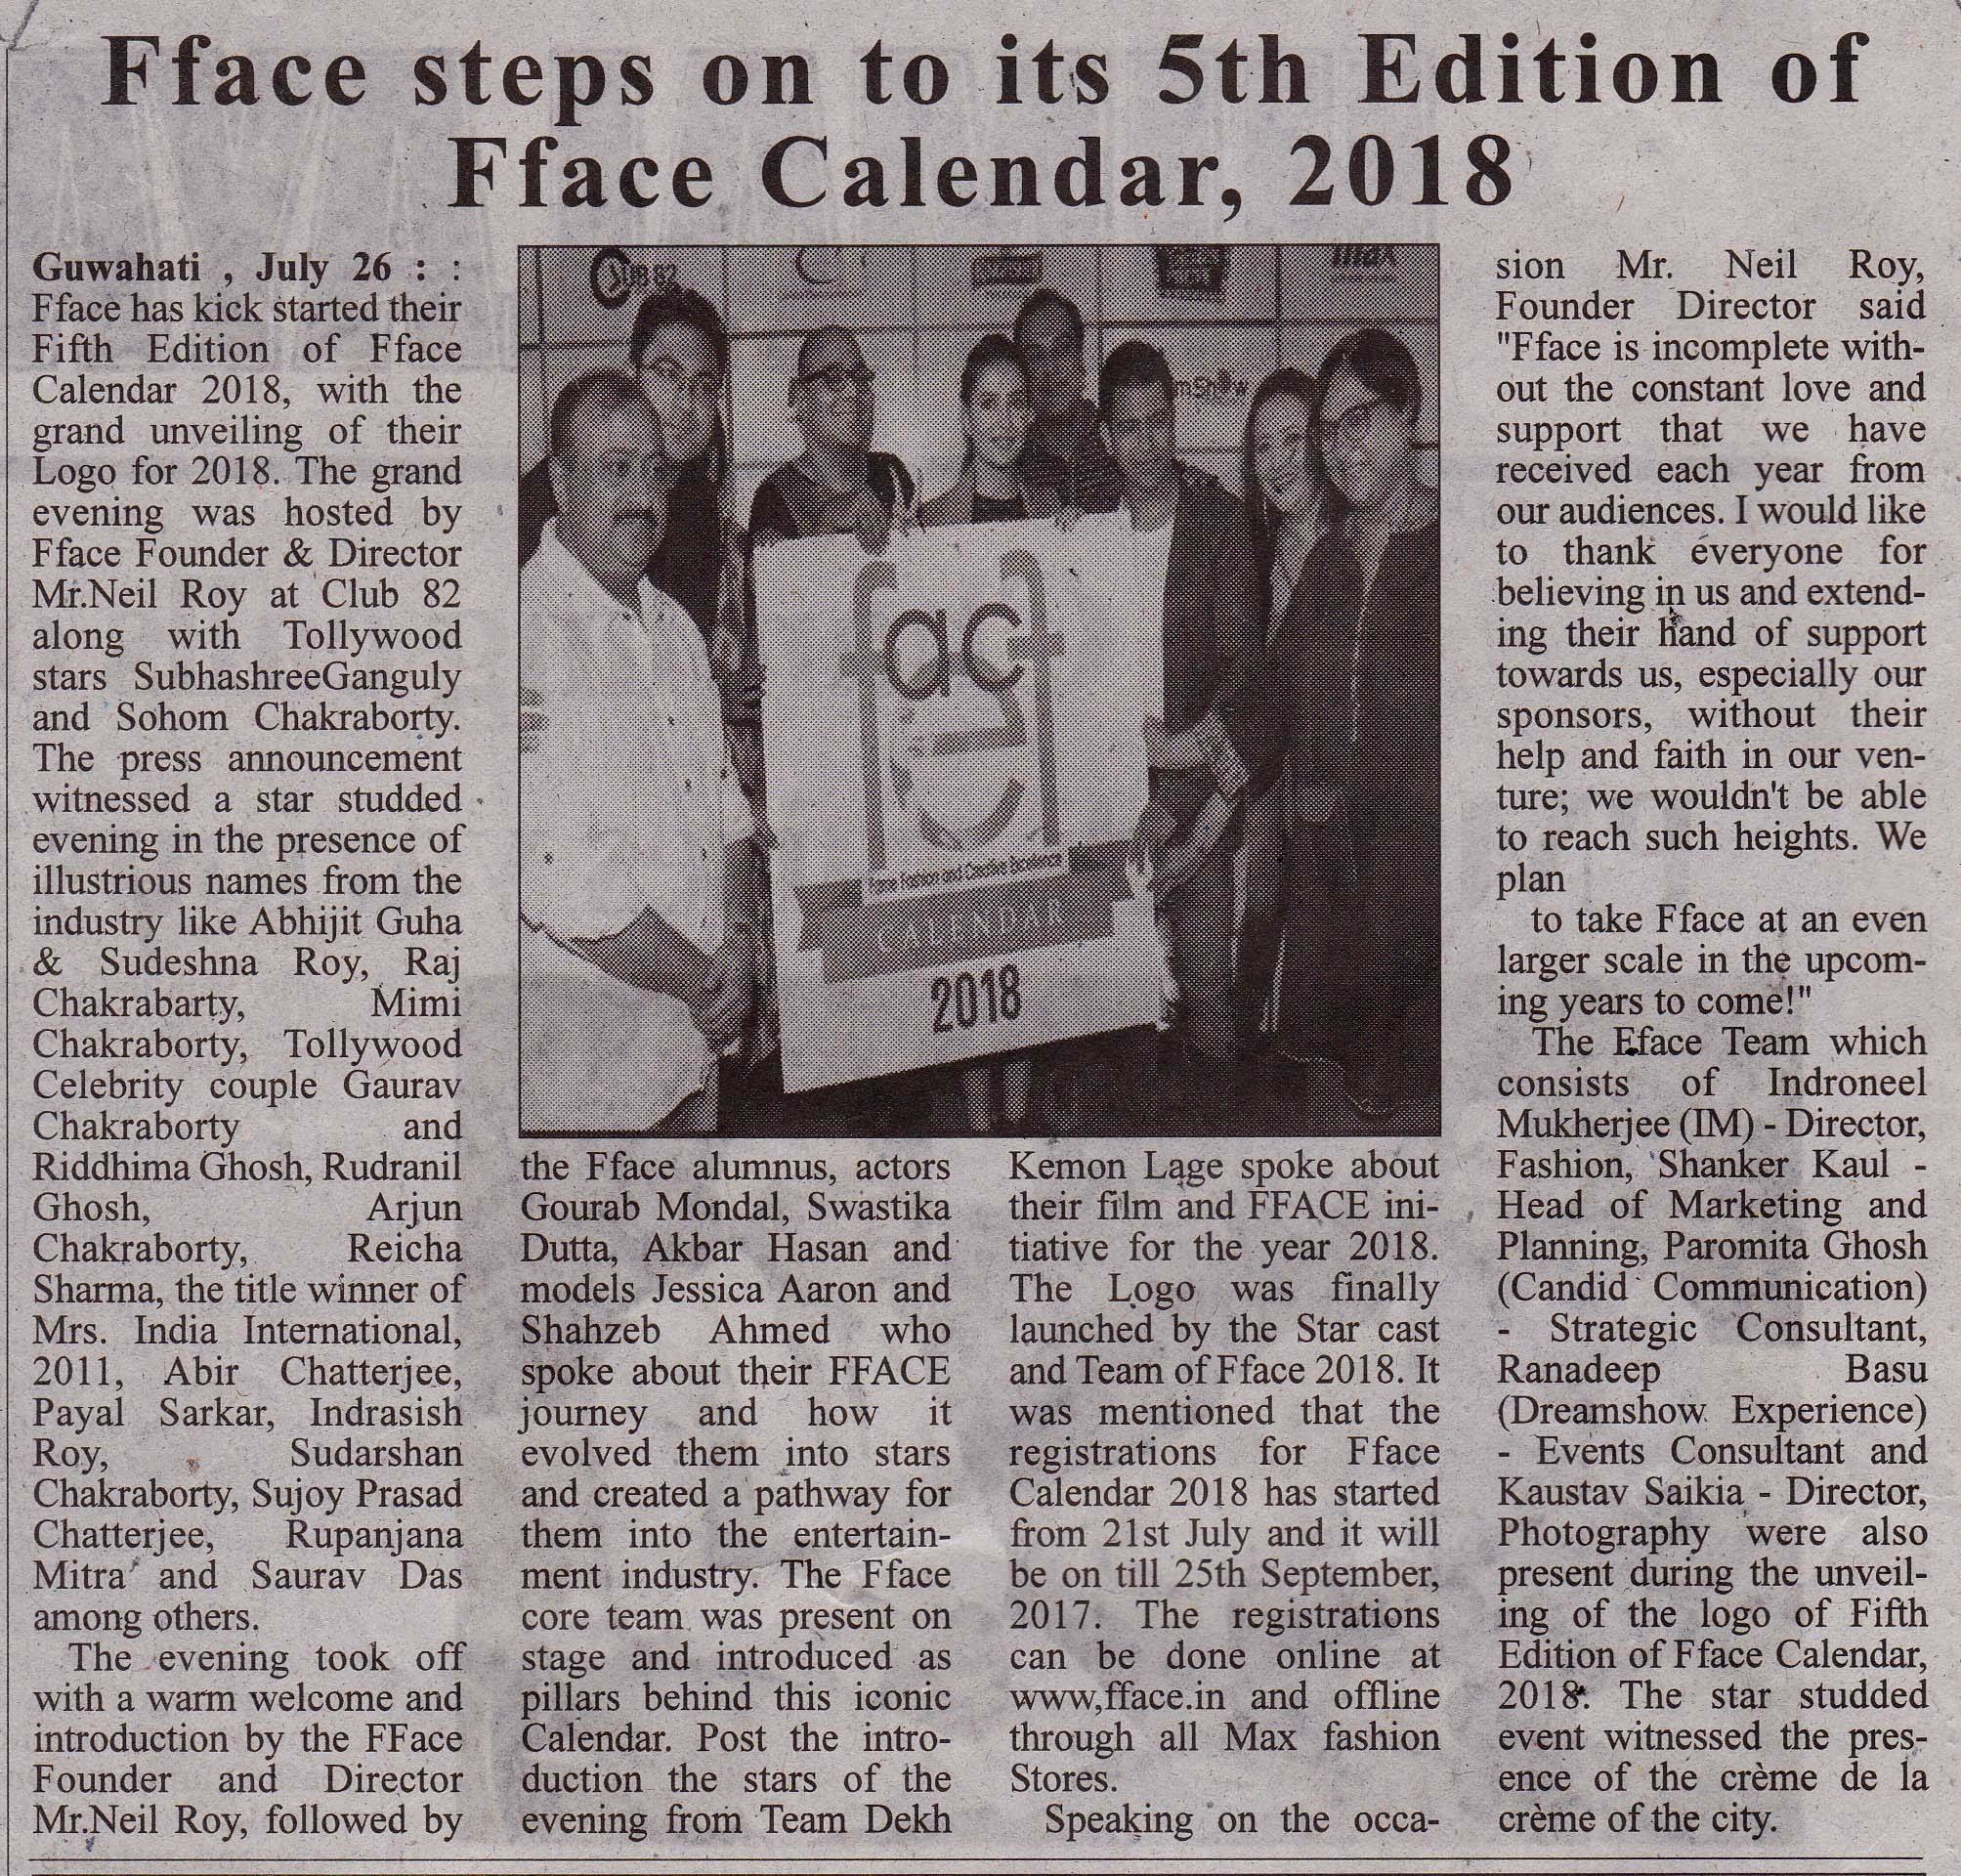 Fface steps on to its 5th Edition of
Fface Calendar, 2018
Guwahati , July 26 : :
Fface has kick started their
Fifth Edition of Fface
Calendar 2018, with the
grand unveiling of their
Logo for 2018. The grand
evening was hosted by
Fface Founder & Director
Mr.Neil Roy at Club 82
along with Tollywood
stars SubhashreeGanguly
and Sohom Chakraborty.
The press announcement
witnessed a star studded
evening in the presence of
illustrious names from the
industry like Abhijit Guha
& Sudeshna Roy, Raj
Chakrabarty, Mimi
Chakraborty, Tollywood
Celebrity couple Gaurav
Chakraborty and
Riddhima Ghosh, Rudranil
Ghosh, Arjun
Chakraborty, Reicha
Sharma, the title winner of
Mrs. India International,
2011, Abir Chatterjee,
Payal Sarkar, Indrasish
Roy, Sudarshan
Chakraborty, Sujoy Prasad
Chatterjee, Rupanjana
Mitra and Saurav Das
among others.
The evening took off
with a warm welcome and
introduction by the FFace
Founder and Director
Mr.Neil Roy, followed by
max
face
Fame Fashion and Creative Excellence
CALENDAR
2018
the Fface alumnus, actors
Gourab Mondal, Swastika
Dutta, Akbar Hasan and
models Jessica Aaron and
Shahzeb Ahmed who
spoke about their FFACE
journey and how it
evolved them into stars
and created a pathway for
them into the entertain-
ment industry. The Fface
core team was present on
stage and introduced as
pillars behind this iconic
Calendar. Post the intro-
duction the stars of the
evening from Team Dekh
Kemon Lage spoke about
their film and FFACE ini-
tiative for the year 2018.
The Logo was finally
launched by the Star cast
and Team of Fface 2018. It
was mentioned that the
registrations for Fface
Calendar 2018 has started
from 21st July and it will
be on till 25th September,
2017. The registrations
can be done online at
www,fface.in and offline
through all Max fashion
Stores.
Speaking on the occa-
sion Mr. Neil Roy,
Founder Director said
"Fface is incomplete with-
out the constant love and
support that we have
received each year from
our audiences. I would like
to thank everyone for
believing in us and extend-
ing their hand of support
towards us, especially our
sponsors, without their
help and faith in our ven-
ture; we wouldn't be able
to reach such heights. We
plan
to take Fface at an even
larger scale in the upcom-
ing years to come!"
The Fface Team which
consists of Indroneel
Mukherjee (IM) - Director,
Fashion, Shanker Kaul -
Head of Marketing and
Planning, Paromita Ghosh
(Candid Communication)
- Strategic Consultant,
Ranadeep Basu
(Dreamshow Experience)
- Events Consultant and
Kaustav Saikia - Director,
Photography were also
present during the unveil-
ing of the logo of Fifth
Edition of Fface Calendar,
2018. The star studded
event witnessed the pres-
ence of the crème de la
crème of the city.